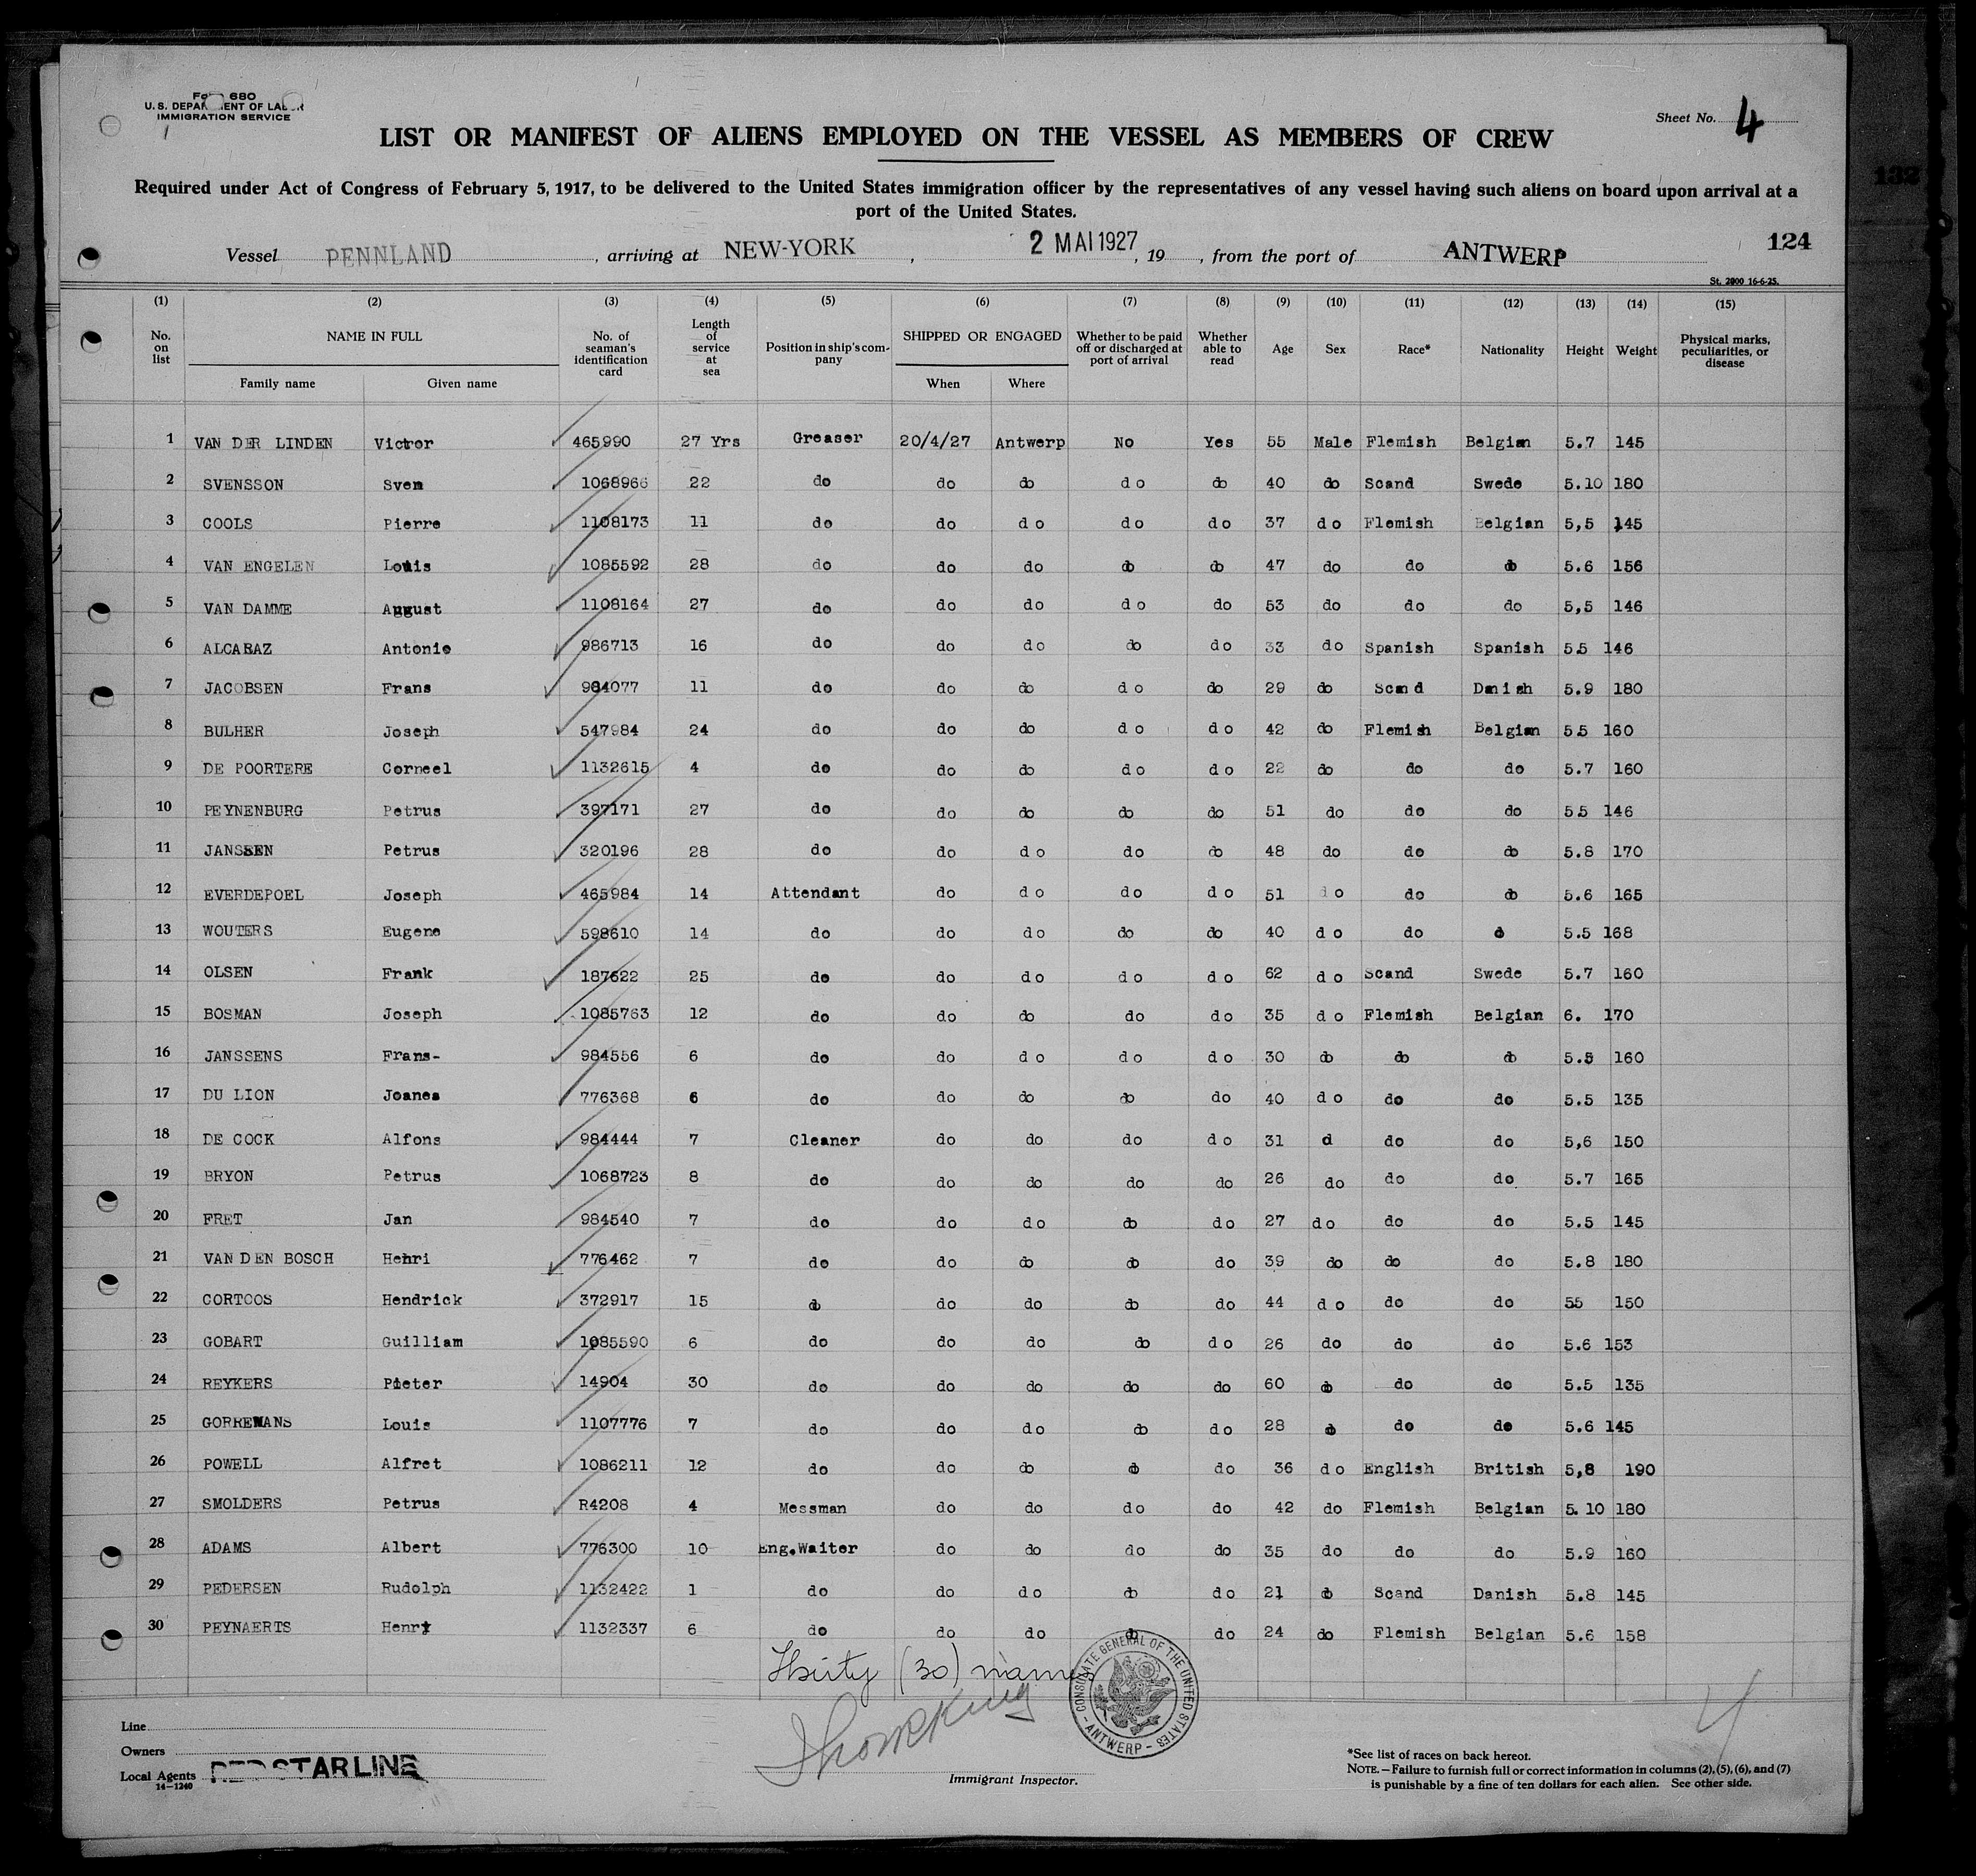 Form 680
U. S. DEPARTMENT OF LABOR
IMMIGRATION SERVICE
Sheet No. 4
LIST OR MANIFEST OF ALIENS EMPLOYED ON THE VESSEL AS MEMBERS OF CREW
Required under Act of Congress of February 5, 1917, to be delivered to the United States immigration officer by the representatives of any vessel having such aliens on board upon arrival at a
port of the United States.
132
124
Vessel PENNLAND, arriving at NEW-YORK, 2 MAI 1927, 19 , from the port of ANTWERP
St. 2000 16-6-25.
(1) (2) (3) (4) (5) (6) (7) (8) (9) (10) (11) (12) (13) (14) (15)
No. on list NAME IN FULL Family name Given name No. of seaman's identification card Length of service at sea Position in ship's company SHIPPED OR ENGAGED When Where Whether to be paid off or discharged at port of arrival Whether able to read Age Sex Race* Nationality Height Weight Physical marks, peculiarities, or disease
1 VAN DER LINDEN Victor 465990 27 Yrs Greaser 20/4/27 Antwerp No Yes 55 Male Flemish Belgian 5.7 145
2 SVENSSON Sven 1068966 22 do do do do do 40 do Scand Swede 5.10 180
3 COOLS Pierre 1108173 11 do do do do do 37 do Flemish Belgian 5,5 145
4 VAN ENGELEN Louis 1085592 28 do do do do do 47 do do do 5.6 156
5 VAN DAMME August 1108164 27 do do do do do 53 do do do 5,5 146
6 ALCARAZ Antonio 986713 16 do do do do do 33 do Spanish Spanish 5.5 146
7 JACOBSEN Frans 984077 11 do do do do do 29 do Scand Danish 5.9 180
8 BULHER Joseph 547984 24 do do do do do 42 do Flemish Belgian 5.5 160
9 DE POORTERE Corneel 1132615 4 do do do do do 22 do do do 5.7 160
10 PEYNENBURG Petrus 397171 27 do do do do do 51 do do do 5.5 146
11 JANSSEN Petrus 320196 28 do do do do do 48 do do do 5.8 170
12 EVERDEPOEL Joseph 465984 14 Attendant do do do do 51 do do do 5.6 165
13 WOUTERS Eugene 598610 14 do do do do do 40 do do d 5.5 168
14 OLSEN Frank 187622 25 do do do do do 62 do Scand Swede 5.7 160
15 BOSMAN Joseph 1085763 12 do do do do do 35 do Flemish Belgian 6. 170
16 JANSSENS Frans- 984556 6 do do do do do 30 do do do 5.5 160
17 DU LION Joanes 776368 6 do do do do do 40 do do do 5.5 135
18 DE COCK Alfons 984444 7 Cleaner do do do do 31 d do do 5,6 150
19 BRYON Petrus 1068723 8 do do do do do 26 do do do 5.7 165
20 FRET Jan 984540 7 do do do do do 27 do do do 5.5 145
21 VAN DEN BOSCH Henri 776462 7 do do do do do 39 do do do 5.8 180
22 CORTOOS Hendrick 372917 15 do do do do do 44 do do do 55 150
23 GOBART Guilliam 1085590 6 do do do do do 26 do do do 5.6 153
24 REYKERS Pieter 14904 30 do do do do do 60 do do do 5.5 135
25 GORREMANS Louis 1107776 7 do do do do do 28 do do do 5.6 145
26 POWELL Alfret 1086211 12 do do do do do 36 do English British 5,8 190
27 SMOLDERS Petrus R4208 4 Messman do do do do 42 do Flemish Belgian 5.10 180
28 ADAMS Albert 776300 10 Eng.Waiter do do do do 35 do do do 5.9 160
29 PEDERSEN Rudolph 1132422 1 do do do do do 21 do Scand Danish 5.8 145
30 PEYNAERTS Henri 1132337 6 do do do do do 24 do Flemish Belgian 5.6 158
Thirty (30) names
CONSULATE GENERAL OF THE UNITED STATES - ANTWERP -
4
Line
Owners
Local Agents RED STAR LINE
14-1240
Immigrant Inspector.
*See list of races on back hereof.
NOTE.—Failure to furnish full or correct information in columns (2), (5), (6), and (7)
is punishable by a fine of ten dollars for each alien. See other side.